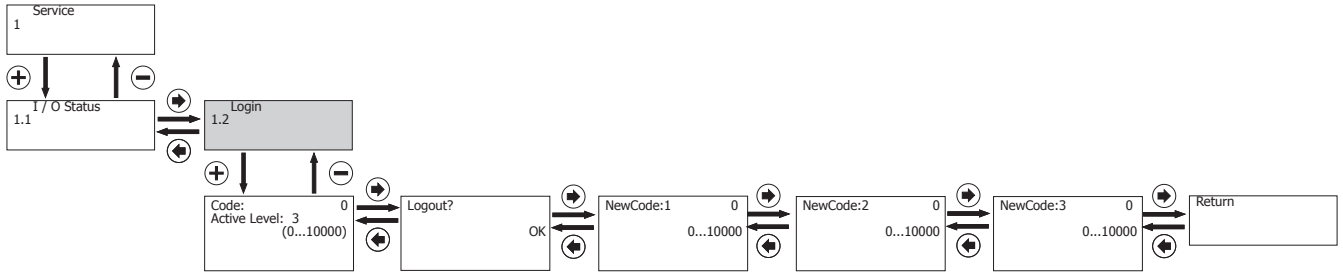 Service
1
I / O Status
1.1
Login
1.2
Code: 0
Active Level: 3
(0...10000)
Logout?
OK
NewCode:1 0
0...10000
NewCode:2 0
0...10000
NewCode:3 0
0...10000
Return